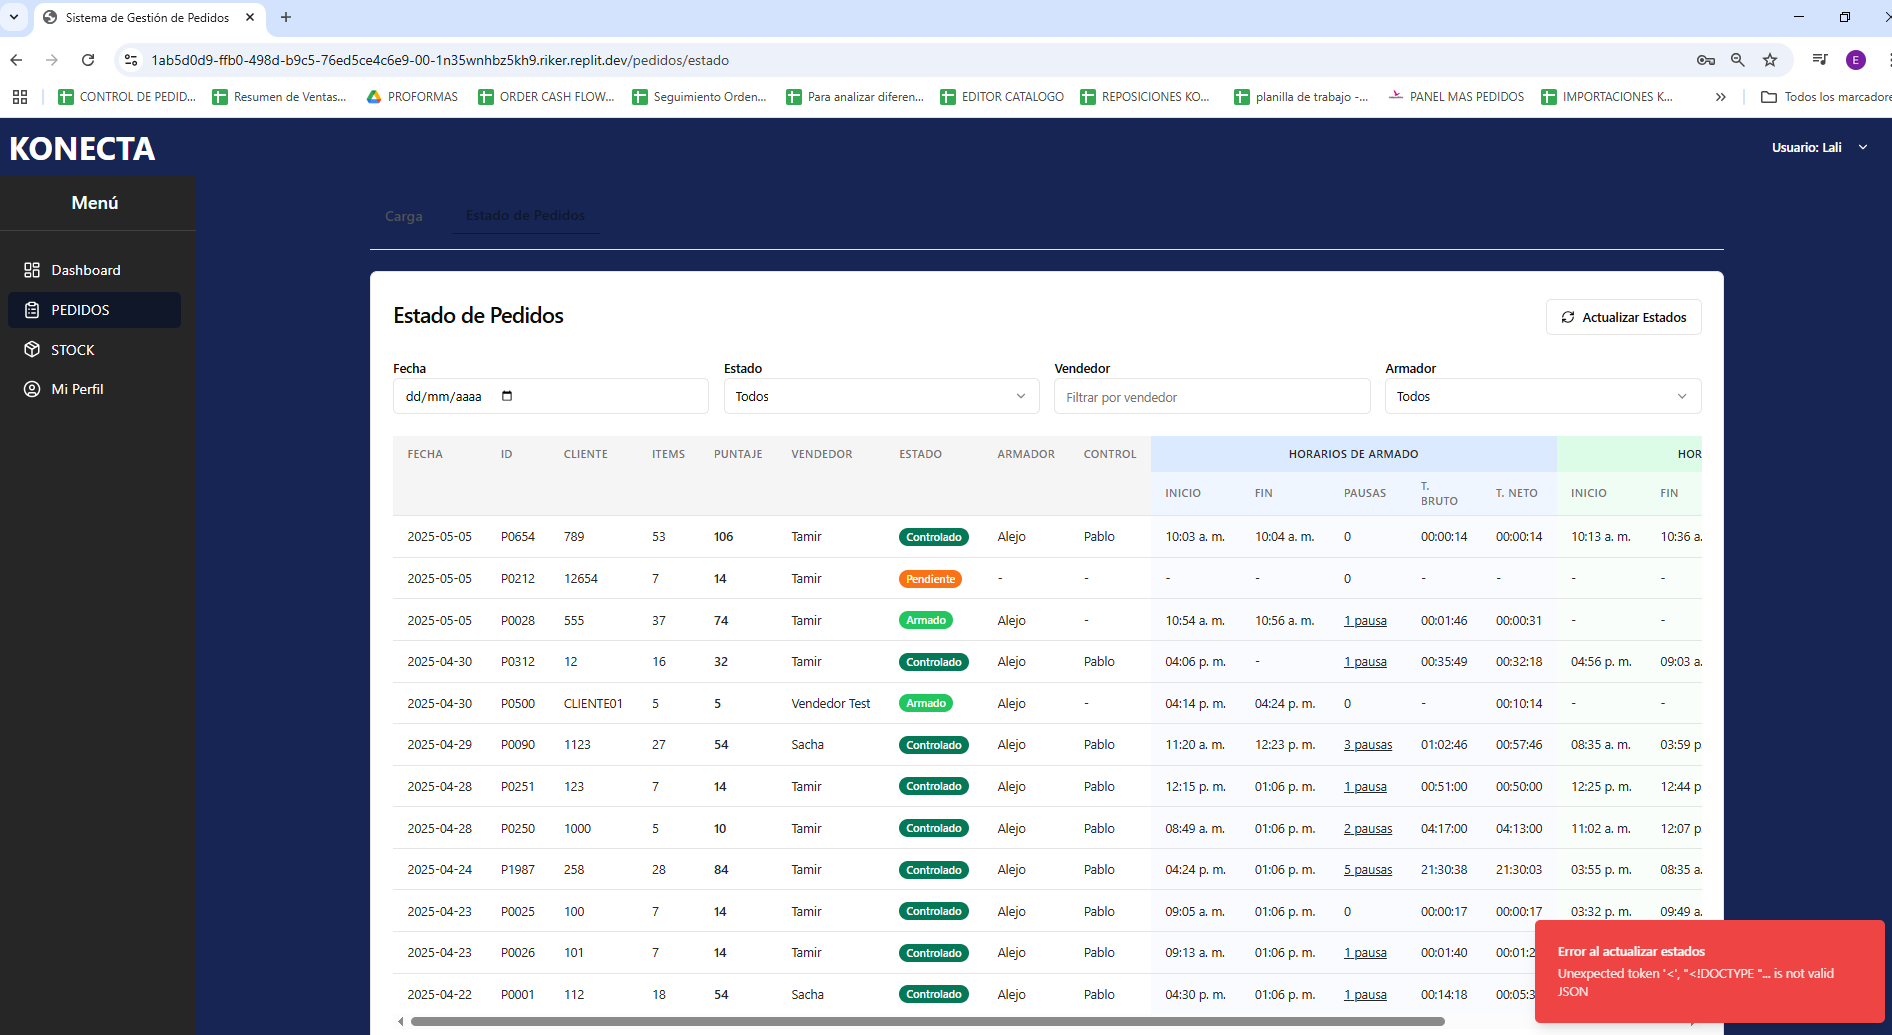 Sistema de Gestión de Pedidos
1ab5d0d9-ffb0-498d-b9c5-76ed5ce4c6e9-00-1n35wnhbz5kh9.riker.replit.dev/pedidos/estado
E
CONTROL DE PEDID... Resumen de Ventas... PROFORMAS ORDER CASH FLOW... Seguimiento Orden... Para analizar diferen... EDITOR CATALOGO REPOSICIONES KO... planilla de trabajo -... PANEL MAS PEDIDOS IMPORTACIONES K... Todos los marcadore
KONECTA
Usuario: Lali
Menú
Dashboard
PEDIDOS
STOCK
Mi Perfil
Carga Estado de Pedidos
Estado de Pedidos
Actualizar Estados
Fecha Estado Vendedor Armador
dd/mm/aaaa Todos Filtrar por vendedor Todos
FECHA ID CLIENTE ITEMS PUNTAJE VENDEDOR ESTADO ARMADOR CONTROL HORARIOS DE ARMADO HOR
INICIO FIN PAUSAS T. BRUTO T. NETO INICIO FIN
2025-05-05 P0654 789 53 106 Tamir Controlado Alejo Pablo 10:03 a. m. 10:04 a. m. 0 00:00:14 00:00:14 10:13 a. m. 10:36 a.
2025-05-05 P0212 12654 7 14 Tamir Pendiente - - - - 0 - - - -
2025-05-05 P0028 555 37 74 Tamir Armado Alejo - 10:54 a. m. 10:56 a. m. 1 pausa 00:01:46 00:00:31 - -
2025-04-30 P0312 12 16 32 Tamir Controlado Alejo Pablo 04:06 p. m. - 1 pausa 00:35:49 00:32:18 04:56 p. m. 09:03 a.
2025-04-30 P0500 CLIENTE01 5 5 Vendedor Test Armado Alejo - 04:14 p. m. 04:24 p. m. 0 - 00:10:14 - -
2025-04-29 P0090 1123 27 54 Sacha Controlado Alejo Pablo 11:20 a. m. 12:23 p. m. 3 pausas 01:02:46 00:57:46 08:35 a. m. 03:59 p
2025-04-28 P0251 123 7 14 Tamir Controlado Alejo Pablo 12:15 p. m. 01:06 p. m. 1 pausa 00:51:00 00:50:00 12:25 p. m. 12:44 p
2025-04-28 P0250 1000 5 10 Tamir Controlado Alejo Pablo 08:49 a. m. 01:06 p. m. 2 pausas 04:17:00 04:13:00 11:02 a. m. 12:07 p
2025-04-24 P1987 258 28 84 Tamir Controlado Alejo Pablo 04:24 p. m. 01:06 p. m. 5 pausas 21:30:38 21:30:03 03:55 p. m. 08:35 a.
2025-04-23 P0025 100 7 14 Tamir Controlado Alejo Pablo 09:05 a. m. 01:06 p. m. 0 00:00:17 00:00:17 03:32 p. m. 09:49 a.
2025-04-23 P0026 101 7 14 Tamir Controlado Alejo Pablo 09:13 a. m. 01:06 p. m. 1 pausa 00:01:40 00:01:2
2025-04-22 P0001 112 18 54 Sacha Controlado Alejo Pablo 04:30 p. m. 01:06 p. m. 1 pausa 00:14:18 00:05:3
Error al actualizar estados
Unexpected token '<', "<!DOCTYPE "... is not valid
JSON